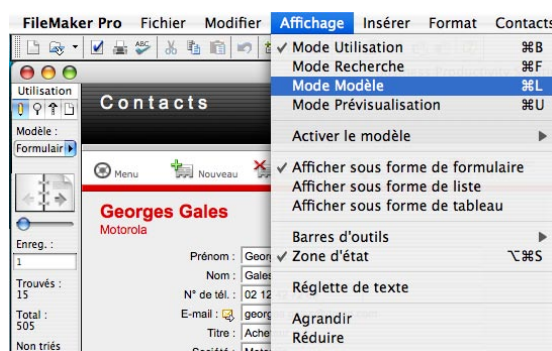 FileMaker Pro Fichier Modifier Affichage Insérer Format Contacts
Utilisation
Modèle :
Formulair
Enreg. :
1
Trouvés :
15
Total :
505
Non triés
Contacts
Menu Nouveau
Georges Gales
Motorola
Prénom : Georg
Nom : Gales
N° de tél. : 02 12
E-mail : georg
Titre : Ache
✓ Mode Utilisation ⌘B
Mode Recherche ⌘F
Mode Modèle ⌘L
Mode Prévisualisation ⌘U
Activer le modèle ▶
✓ Afficher sous forme de formulaire
Afficher sous forme de liste
Afficher sous forme de tableau
Barres d'outils ▶
✓ Zone d'état ⌥⌘S
Réglette de texte
Agrandir
Réduire